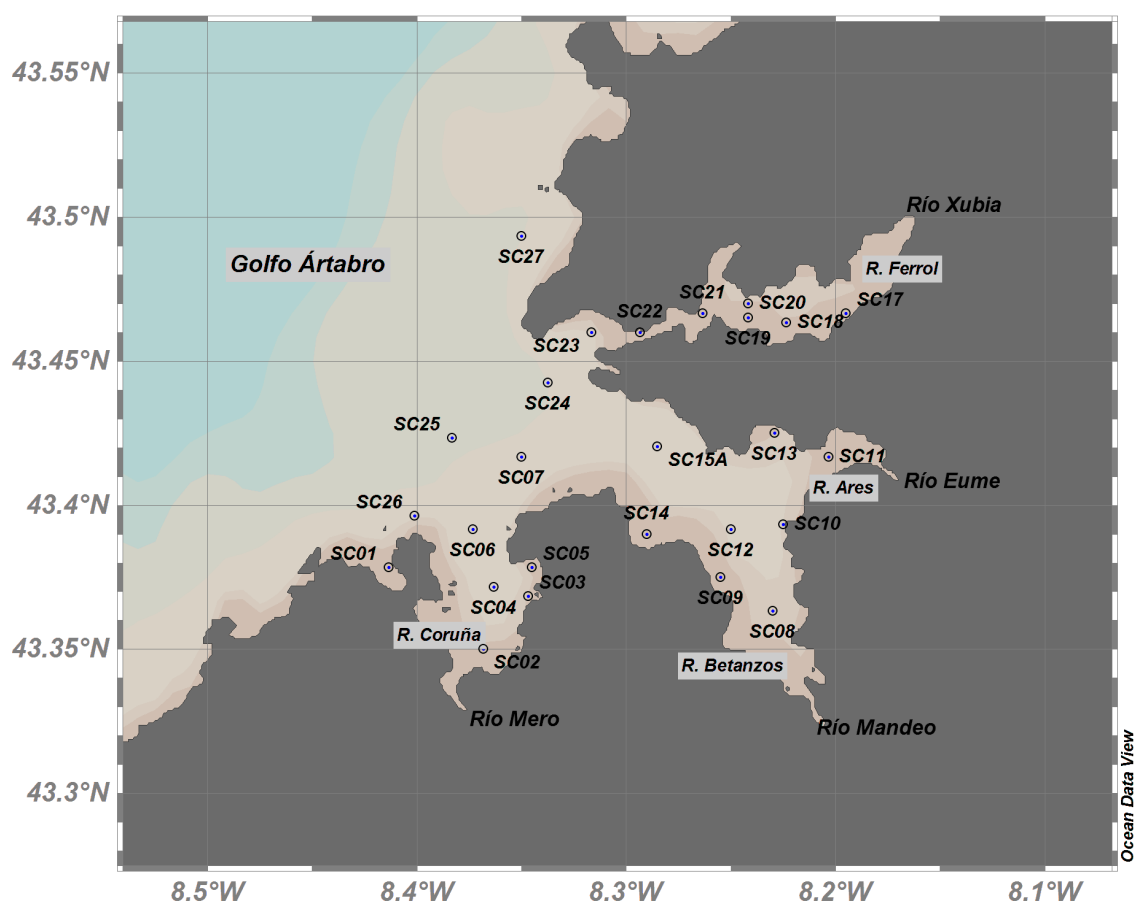 43.55°N
Río Xubia
43.5°N
SC27
Golfo Ártabro
R. Ferrol
SC21
SC20
SC17
SC22
SC18
SC19
SC23
43.45°N
SC24
SC25
SC13
SC15A
SC11
SC07
Río Eume
R. Ares
SC26
43.4°N
SC14
SC10
SC06
SC12
SC01
SC05
SC03
SC04
SC09
R. Coruña
SC08
43.35°N
SC02
R. Betanzos
Río Mero
Río Mandeo
43.3°N
Ocean Data View
8.5°W
8.4°W
8.3°W
8.2°W
8.1°W